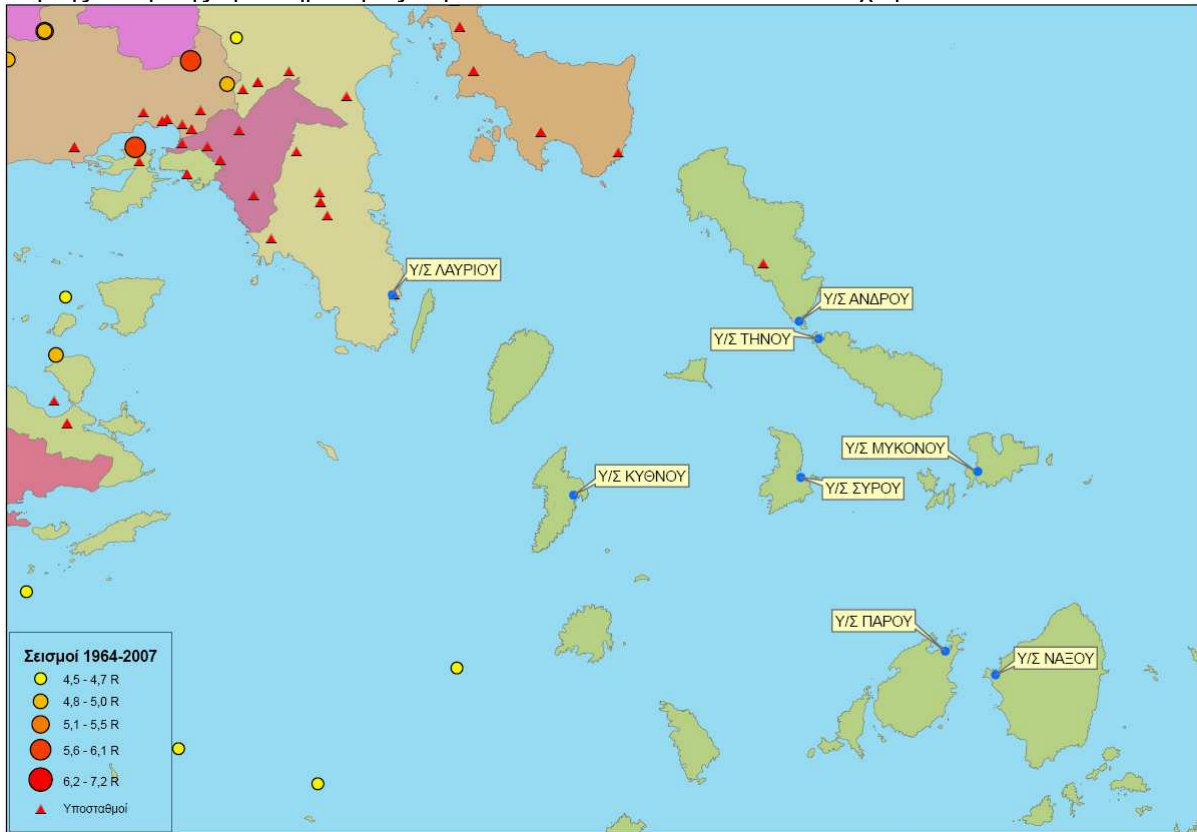 Υ/Σ ΛΑΥΡΙΟΥ
Υ/Σ ΑΝΔΡΟΥ
Υ/Σ ΤΗΝΟΥ
Υ/Σ ΜΥΚΟΝΟΥ
Υ/Σ ΚΥΘΝΟΥ
Υ/Σ ΣΥΡΟΥ
Υ/Σ ΠΑΡΟΥ
Υ/Σ ΝΑΞΟΥ
Σεισμοί 1964-2007
4,5 - 4,7 R
4,8 - 5,0 R
5,1 - 5,5 R
5,6 - 6,1 R
6,2 - 7,2 R
Υποσταθμοί